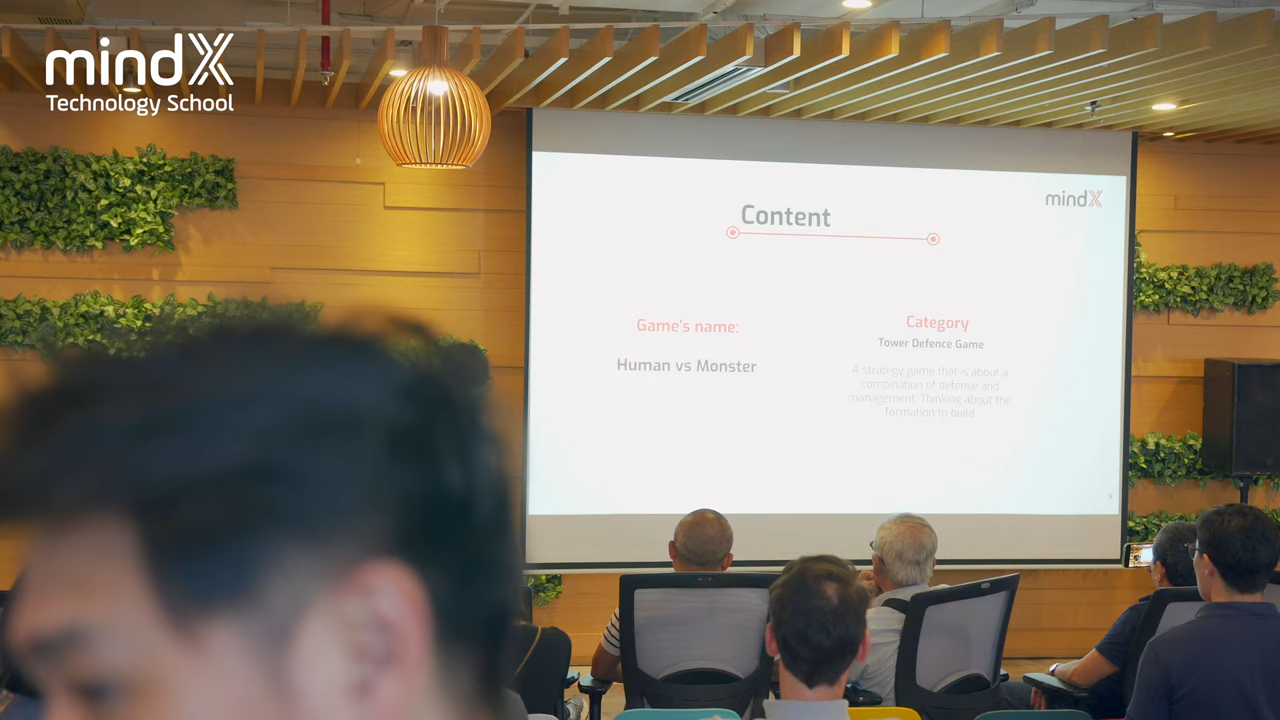 mindX
Technology School
mindX
Content
Game's name:
Human vs Monster
Category
Tower Defence Game
A strategy game that is about a
combination of defense and
management. Thinking about the
formation to build.
9